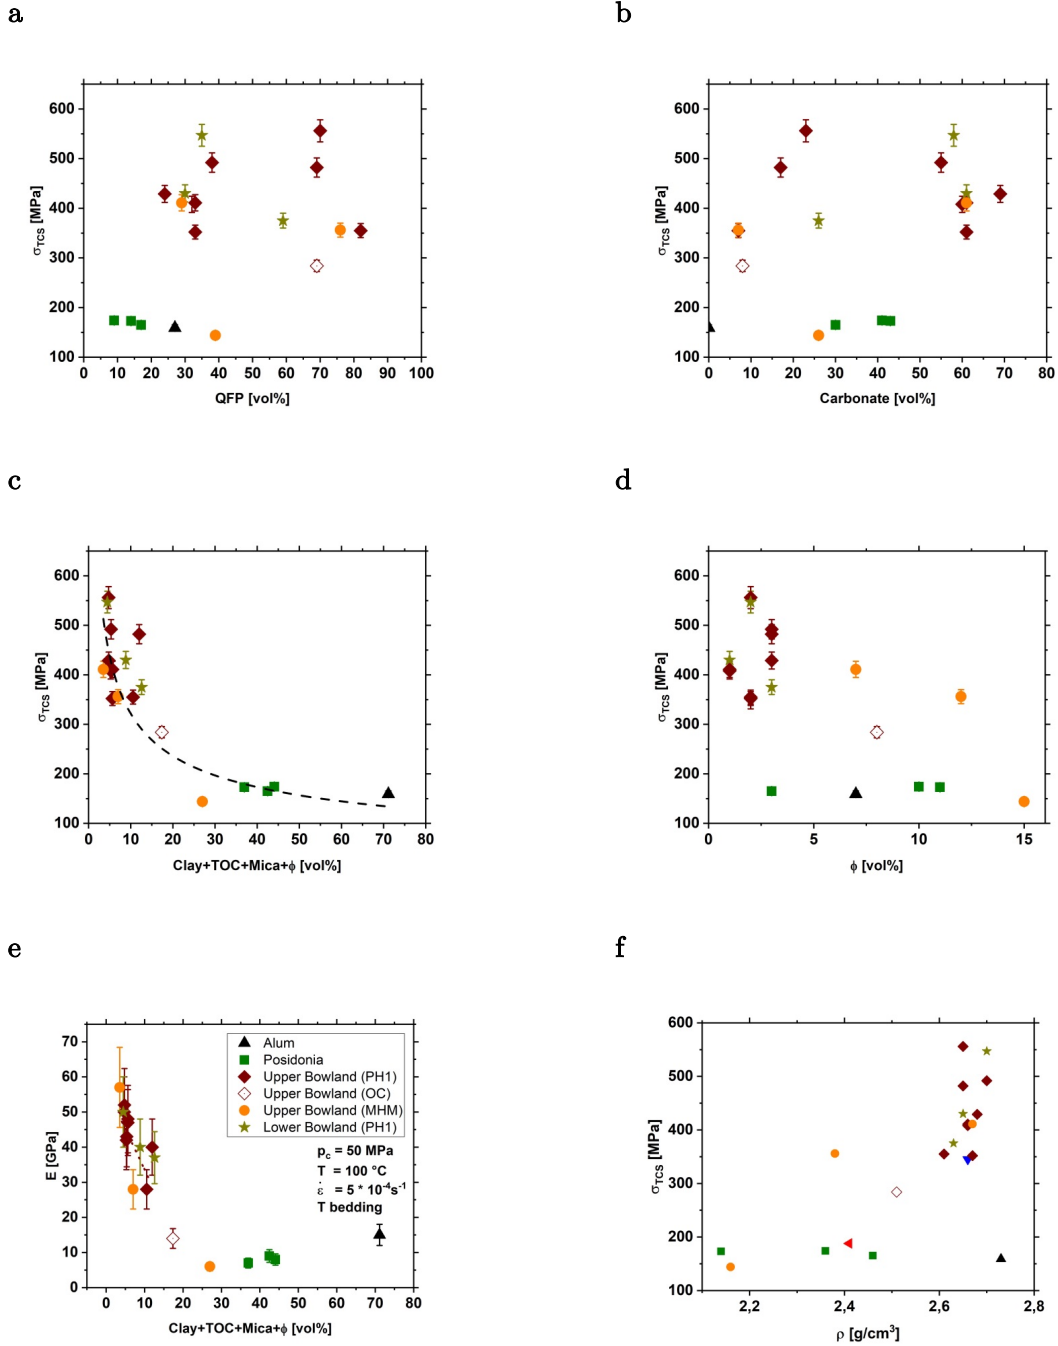 a
b
600
500
400
300
200
100
σTCS [MPa]
0 10 20 30 40 50 60 70 80 90 100
QFP [vol%]
600
500
400
300
200
100
σTCS [MPa]
0 10 20 30 40 50 60 70 80
Carbonate [vol%]
c
d
600
500
400
300
200
100
σTCS [MPa]
0 10 20 30 40 50 60 70 80
Clay+TOC+Mica+ϕ [vol%]
600
500
400
300
200
100
σTCS [MPa]
0 5 10 15
ϕ [vol%]
e
f
70
60
50
40
30
20
10
0
E [GPa]
Alum
Posidonia
Upper Bowland (PH1)
Upper Bowland (OC)
Upper Bowland (MHM)
Lower Bowland (PH1)
pc = 50 MPa
T = 100 °C
ε̇ = 5 * 10⁻⁴s⁻¹
T bedding
0 10 20 30 40 50 60 70 80
Clay+TOC+Mica+ϕ [vol%]
600
500
400
300
200
100
σTCS [MPa]
2,2 2,4 2,6 2,8
ρ [g/cm³]